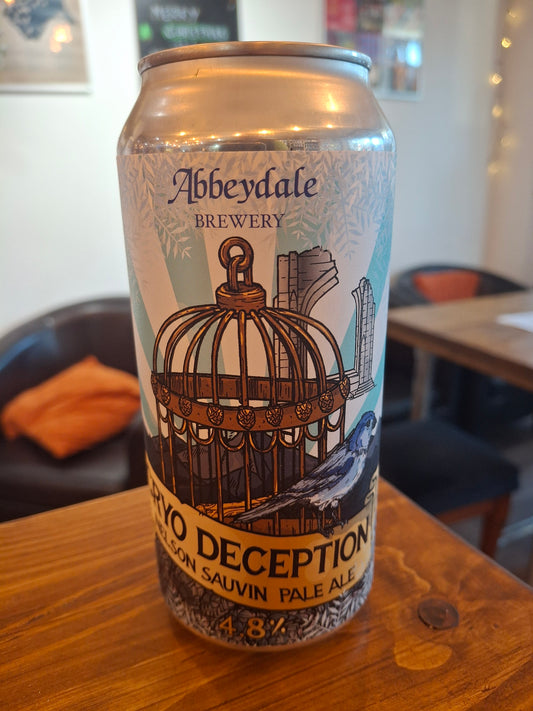 Abbeydale
BREWERY
RYO DECEPTION
ELSON SAUVIN PALE ALE
4.8%